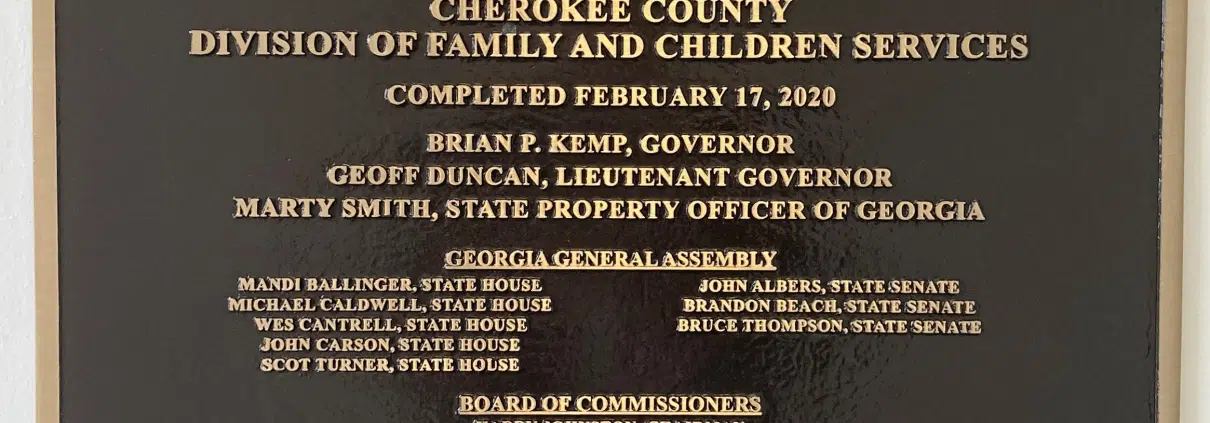 CHEROKEE COUNTY
DIVISION OF FAMILY AND CHILDREN SERVICES
COMPLETED FEBRUARY 17, 2020
BRIAN P. KEMP, GOVERNOR
GEOFF DUNCAN, LIEUTENANT GOVERNOR
MARTY SMITH, STATE PROPERTY OFFICER OF GEORGIA
GEORGIA GENERAL ASSEMBLY
MANDI BALLINGER, STATE HOUSE
MICHAEL CALDWELL, STATE HOUSE
WES CANTRELL, STATE HOUSE
JOHN CARSON, STATE HOUSE
SCOT TURNER, STATE HOUSE
JOHN ALBERS, STATE SENATE
BRANDON BEACH, STATE SENATE
BRUCE THOMPSON, STATE SENATE
BOARD OF COMMISSIONERS